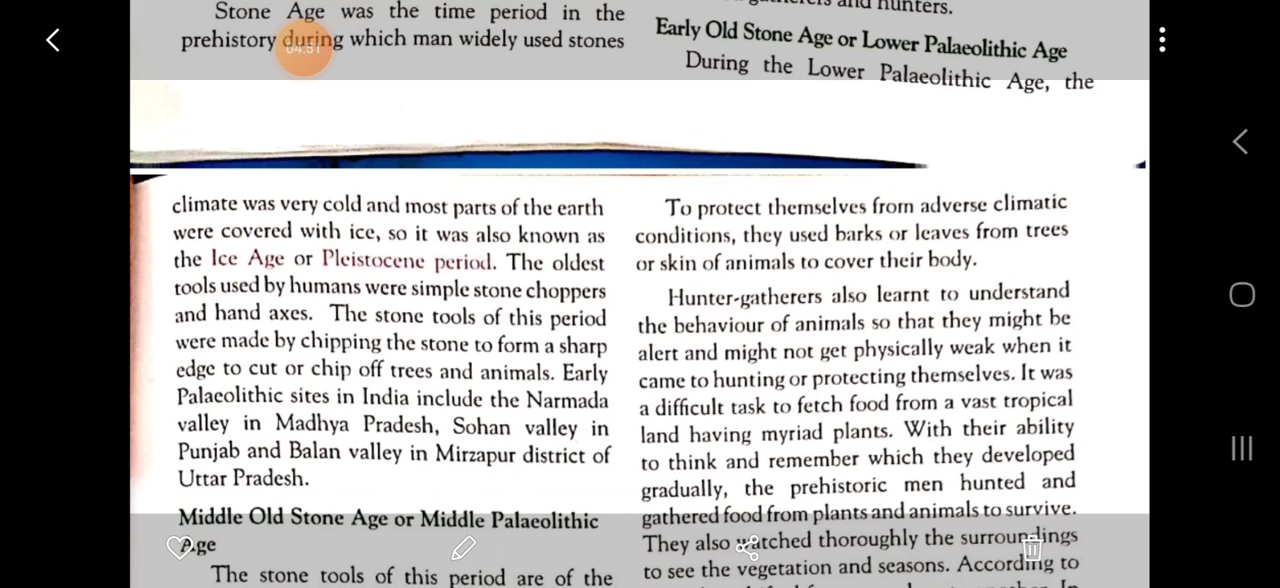 Stone Age was the time period in the
prehistory during which man widely used stones
04:51
and hunters.
Early Old Stone Age or Lower Palaeolithic Age
During the Lower Palaeolithic Age, the
climate was very cold and most parts of the earth
were covered with ice, so it was also known as
the Ice Age or Pleistocene period. The oldest
tools used by humans were simple stone choppers
and hand axes. The stone tools of this period
were made by chipping the stone to form a sharp
edge to cut or chip off trees and animals. Early
Palaeolithic sites in India include the Narmada
valley in Madhya Pradesh, Sohan valley in
Punjab and Balan valley in Mirzapur district of
Uttar Pradesh.
Middle Old Stone Age or Middle Palaeolithic
Age
The stone tools of this period are of the
To protect themselves from adverse climatic
conditions, they used barks or leaves from trees
or skin of animals to cover their body.
Hunter-gatherers also learnt to understand
the behaviour of animals so that they might be
alert and might not get physically weak when it
came to hunting or protecting themselves. It was
a difficult task to fetch food from a vast tropical
land having myriad plants. With their ability
to think and remember which they developed
gradually, the prehistoric men hunted and
gathered food from plants and animals to survive.
They also watched thoroughly the surroundings
to see the vegetation and seasons. According to